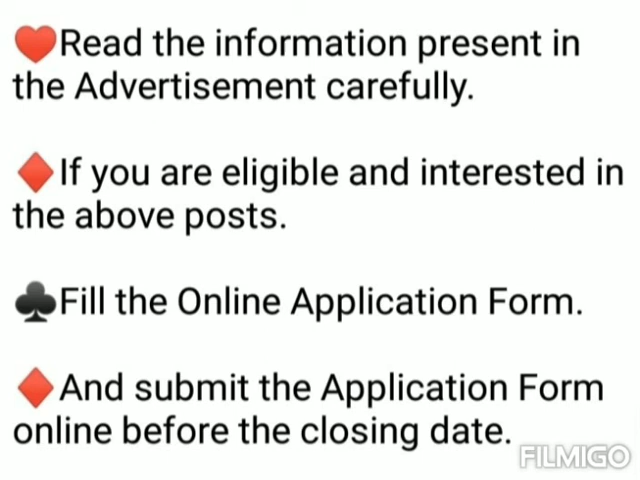 ♥️Read the information present in
the Advertisement carefully.
♦️If you are eligible and interested in
the above posts.
♣️Fill the Online Application Form.
♦️And submit the Application Form
online before the closing date.
FILMIGO